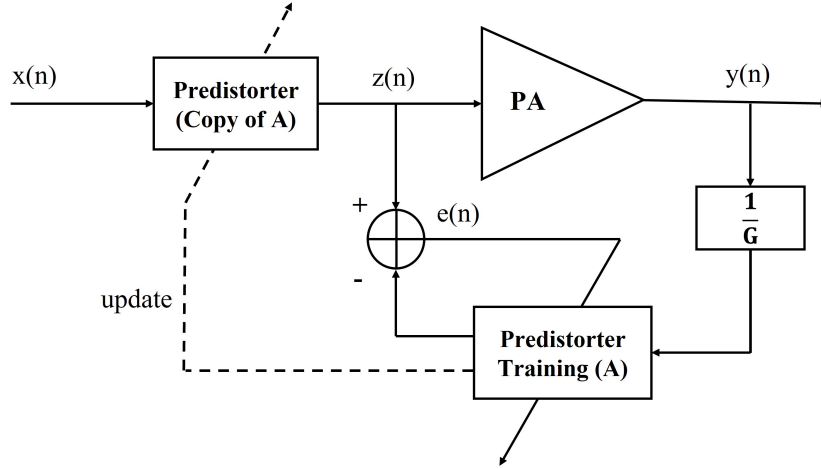 x(n)
Predistorter
(Copy of A)
z(n)
PA
y(n)
+
e(n)
1
G
-
update
Predistorter
Training (A)